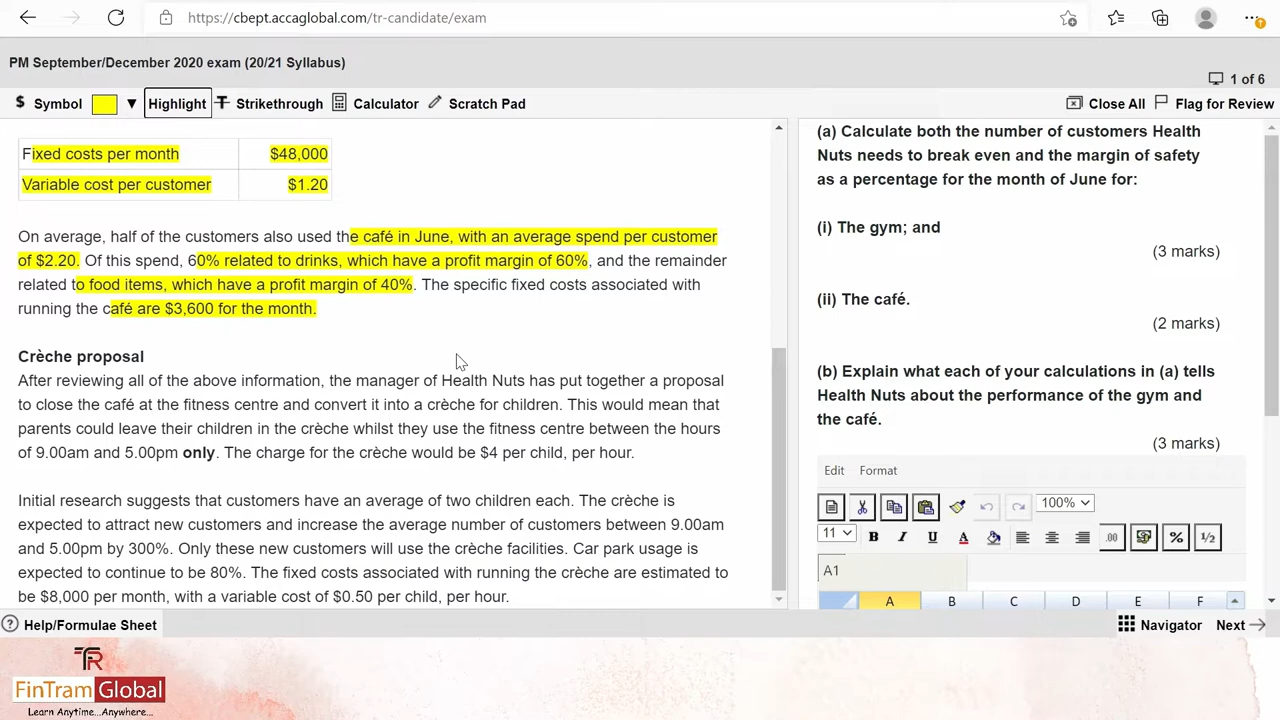 https://cbept.accaglobal.com/tr-candidate/exam
PM September/December 2020 exam (20/21 Syllabus)
1 of 6
$ Symbol Highlight Strikethrough Calculator Scratch Pad Close All Flag for Review
Fixed costs per month $48,000
Variable cost per customer $1.20
On average, half of the customers also used the café in June, with an average spend per customer
of $2.20. Of this spend, 60% related to drinks, which have a profit margin of 60%, and the remainder
related to food items, which have a profit margin of 40%. The specific fixed costs associated with
running the café are $3,600 for the month.
Crèche proposal
After reviewing all of the above information, the manager of Health Nuts has put together a proposal
to close the café at the fitness centre and convert it into a crèche for children. This would mean that
parents could leave their children in the crèche whilst they use the fitness centre between the hours
of 9.00am and 5.00pm only. The charge for the crèche would be $4 per child, per hour.
Initial research suggests that customers have an average of two children each. The crèche is
expected to attract new customers and increase the average number of customers between 9.00am
and 5.00pm by 300%. Only these new customers will use the crèche facilities. Car park usage is
expected to continue to be 80%. The fixed costs associated with running the crèche are estimated to
be $8,000 per month, with a variable cost of $0.50 per child, per hour.
(a) Calculate both the number of customers Health
Nuts needs to break even and the margin of safety
as a percentage for the month of June for:
(i) The gym; and
(3 marks)
(ii) The café.
(2 marks)
(b) Explain what each of your calculations in (a) tells
Health Nuts about the performance of the gym and
the café.
(3 marks)
Edit Format
100%
11 B I U A .00 % 1/2
A1
A B C D E F
Help/Formulae Sheet
Navigator Next
TR
FinTram Global
Learn Anytime...Anywhere...